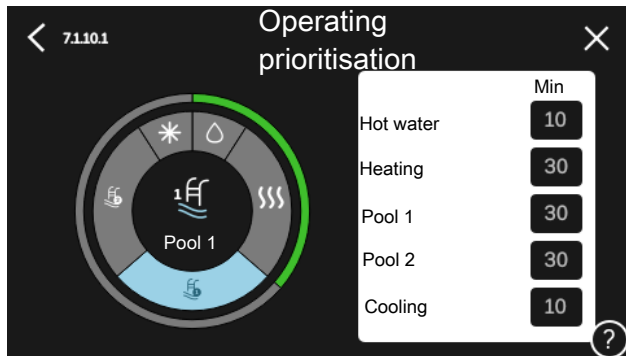 7.1.10.1
Operating
prioritisation
Min
Hot water 10
Heating 30
Pool 1 30
Pool 2 30
Cooling 10
1
Pool 1
?